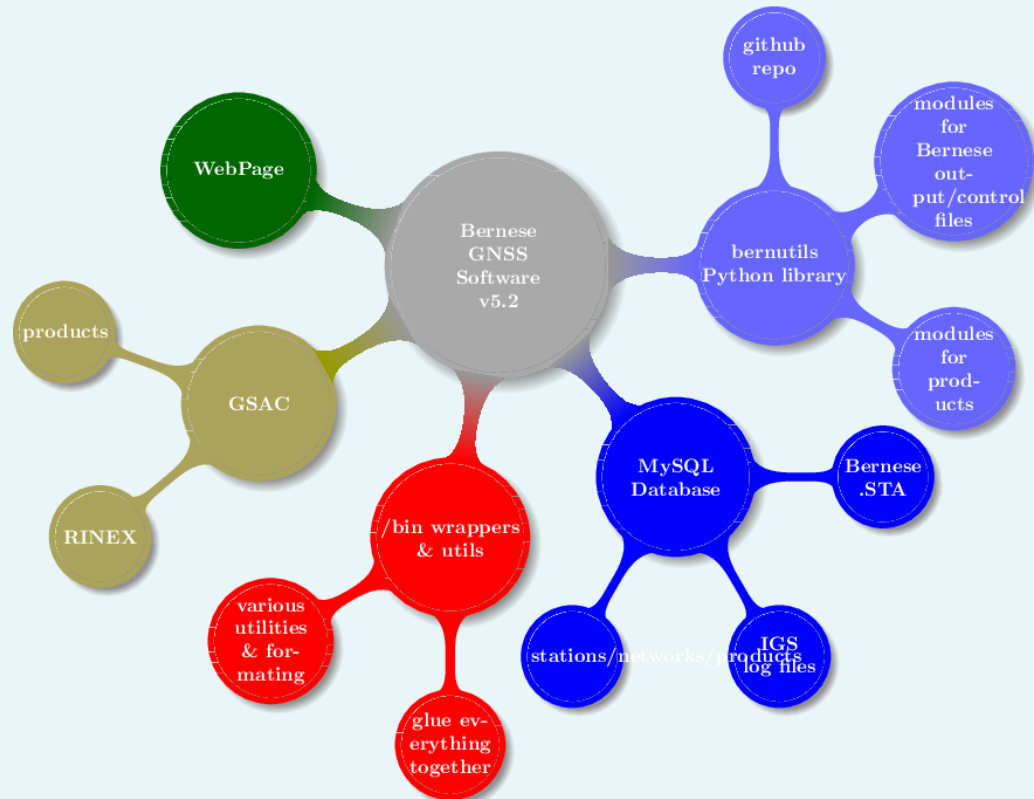 github
repo
modules
for
Bernese
out-
put/control
files
WebPage
Bernese
GNSS
Software
v5.2
bernutils
Python library
products
modules
for
prod-
ucts
GSAC
MySQL
Database
Bernese
.STA
RINEX
/bin wrappers
& utils
various
utilities
& for-
mating
stations/networks/products
IGS
log files
glue ev-
erything
together